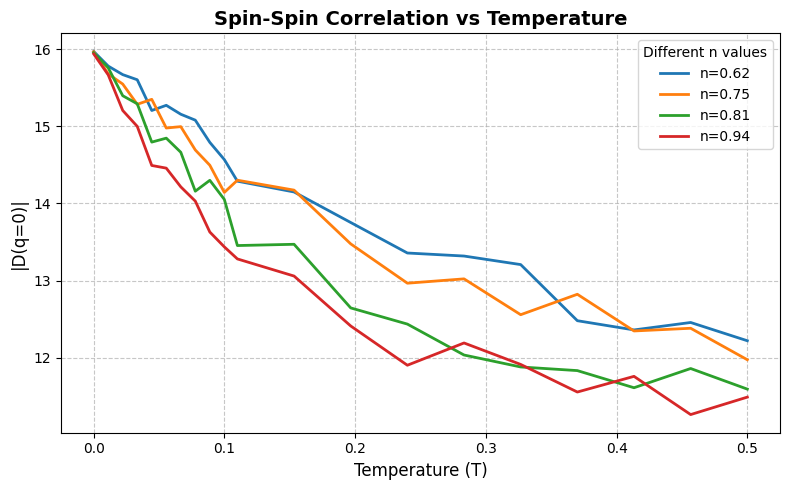 Spin-Spin Correlation vs Temperature
|D(q=0)|
16
15
14
13
12
0.0
0.1
0.2
0.3
0.4
0.5
Temperature (T)
Different n values
n=0.62
n=0.75
n=0.81
n=0.94